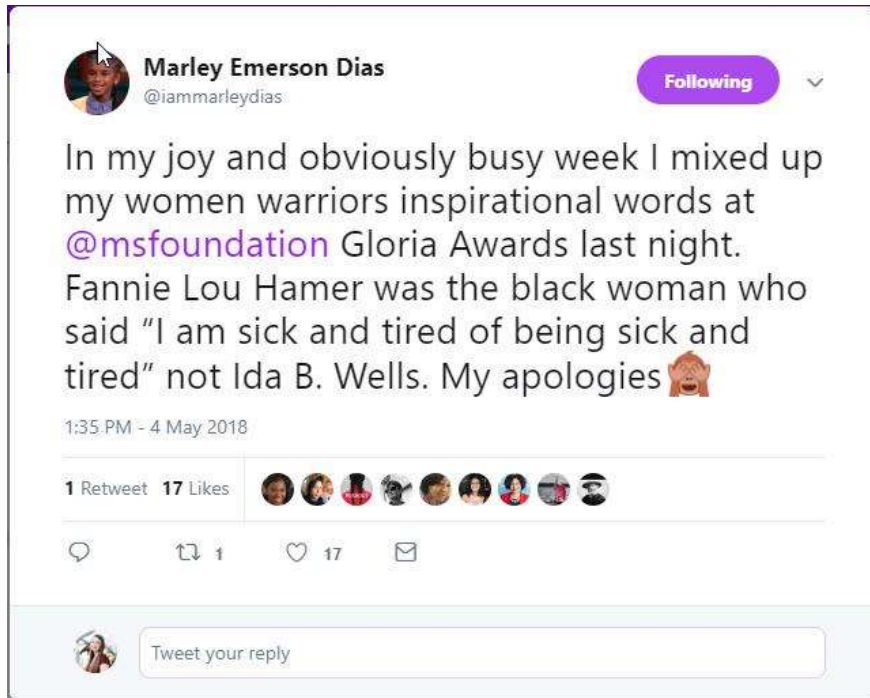 Marley Emerson Dias
@iammarleydias
Following
In my joy and obviously busy week I mixed up
my women warriors inspirational words at
@msfoundation Gloria Awards last night.
Fannie Lou Hamer was the black woman who
said “I am sick and tired of being sick and
tired” not Ida B. Wells. My apologies🙈
1:35 PM - 4 May 2018
1 Retweet 17 Likes
1 17
Tweet your reply